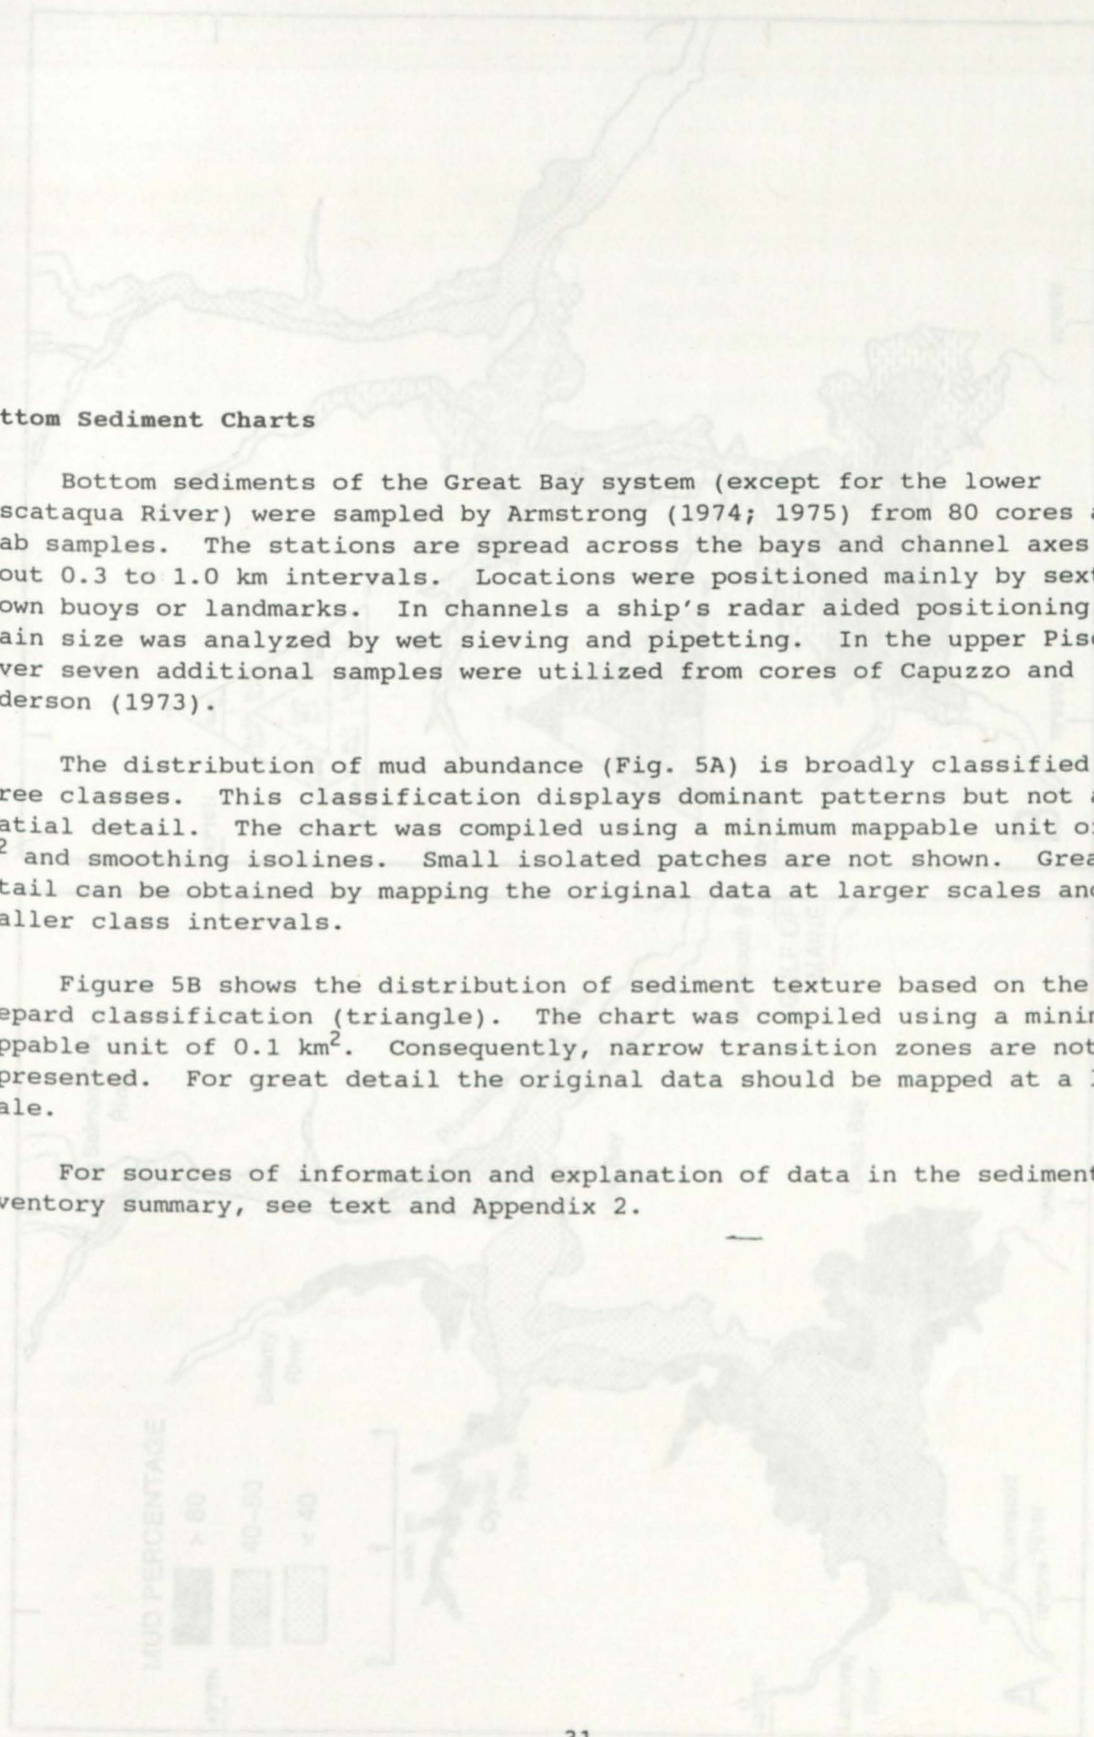 ttom Sediment Charts
Bottom sediments of the Great Bay system (except for the lower
scataqua River) were sampled by Armstrong (1974; 1975) from 80 cores a
ab samples. The stations are spread across the bays and channel axes
out 0.3 to 1.0 km intervals. Locations were positioned mainly by sext
own buoys or landmarks. In channels a ship's radar aided positioning
ain size was analyzed by wet sieving and pipetting. In the upper Pisc
ver seven additional samples were utilized from cores of Capuzzo and
derson (1973).
The distribution of mud abundance (Fig. 5A) is broadly classified
ree classes. This classification displays dominant patterns but not a
atial detail. The chart was compiled using a minimum mappable unit of
2 and smoothing isolines. Small isolated patches are not shown. Grea
tail can be obtained by mapping the original data at larger scales and
aller class intervals.
Figure 5B shows the distribution of sediment texture based on the
epard classification (triangle). The chart was compiled using a minim
ppable unit of 0.1 km². Consequently, narrow transition zones are not
presented. For great detail the original data should be mapped at a l
ale.
For sources of information and explanation of data in the sediment
ventory summary, see text and Appendix 2.
MUD PERCENTAGE
> 80
40-80
< 40
Oyster
River
A